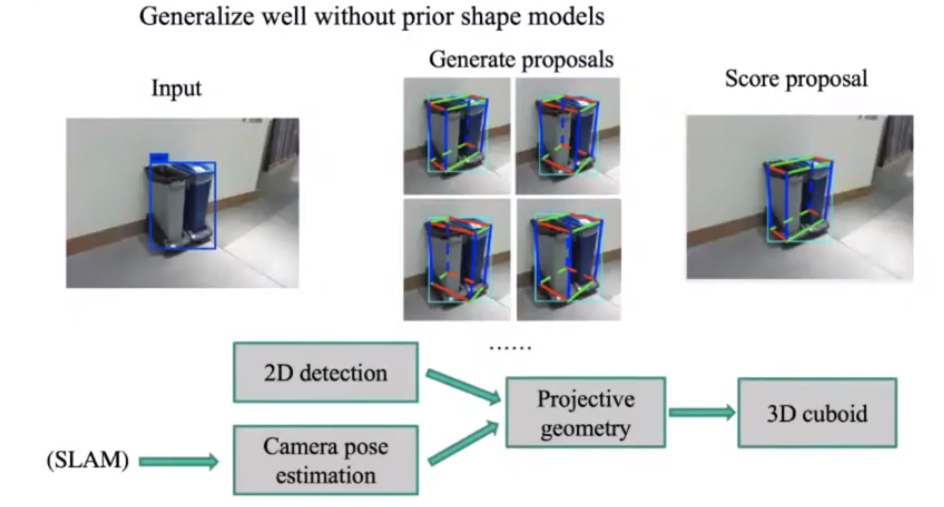 Generalize well without prior shape models
Generate proposals
Input
Score proposal
......
2D detection
Projective
geometry
3D cuboid
(SLAM)
Camera pose
estimation